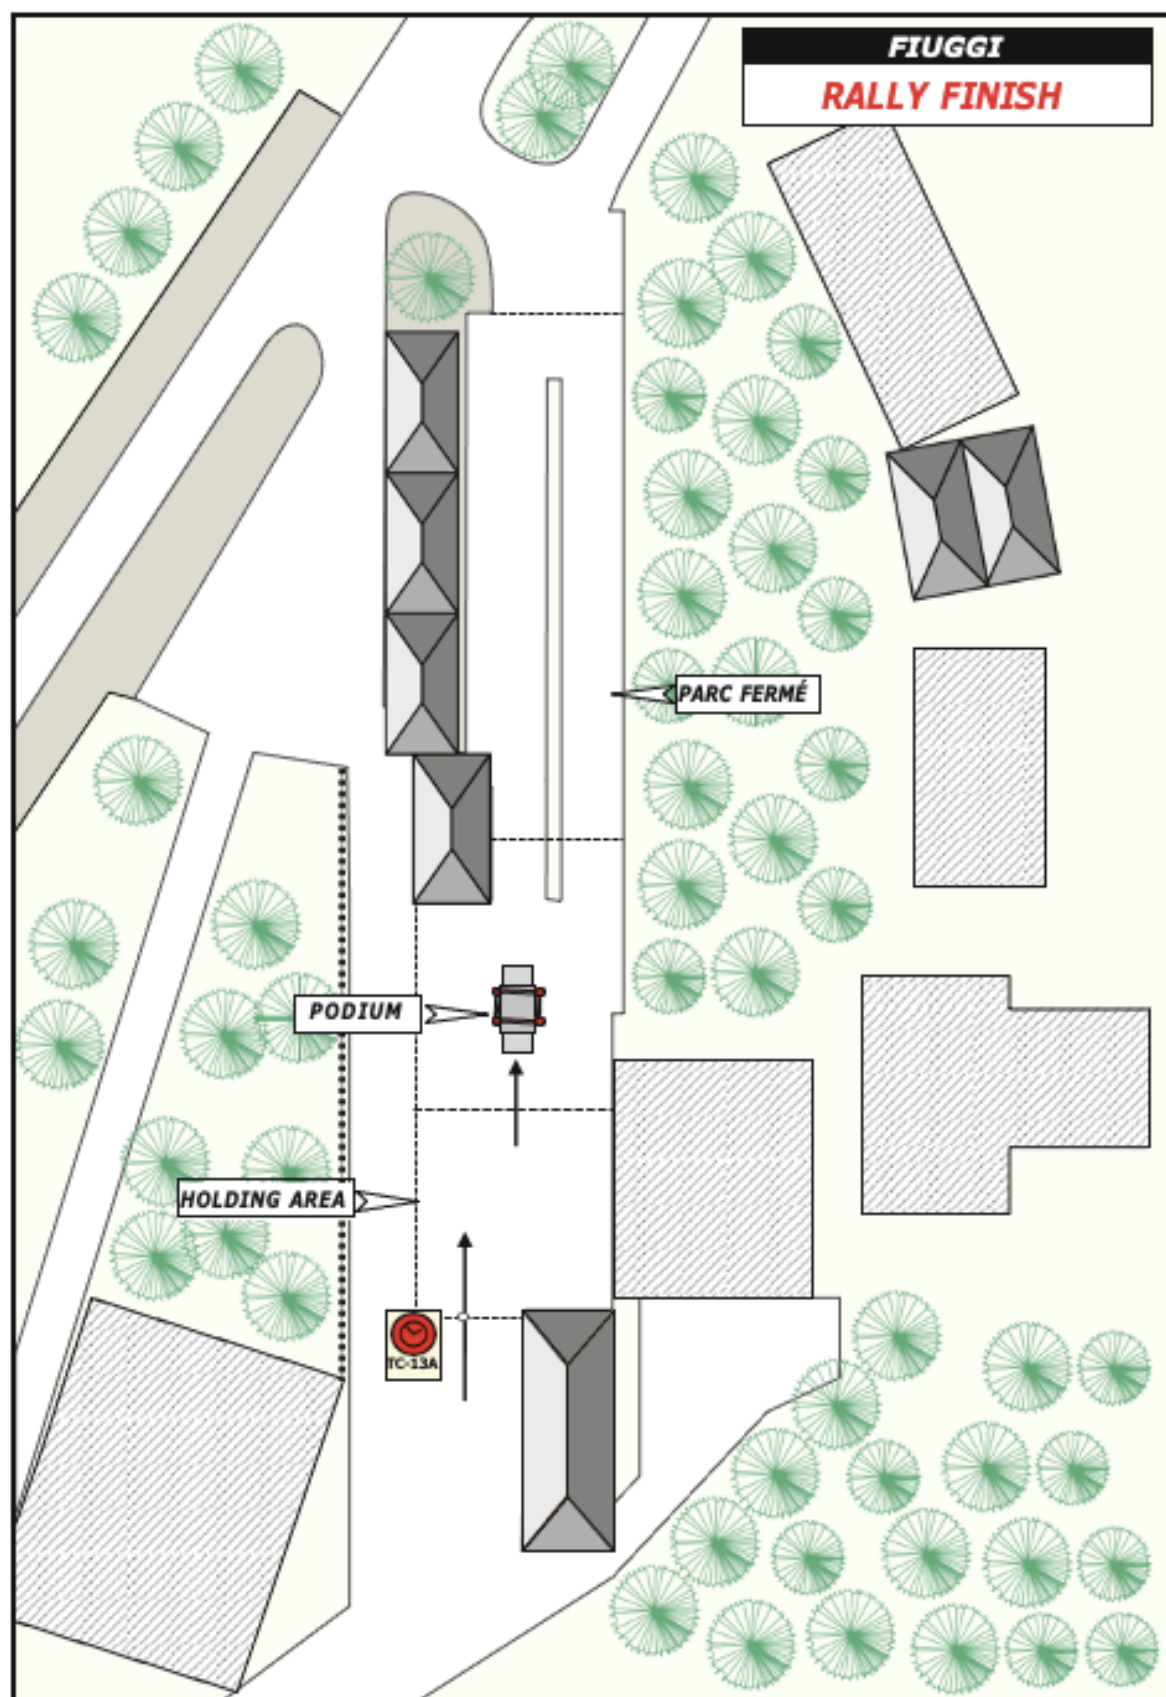 FIUGGI
RALLY FINISH
PARC FERMÉ
PODIUM
HOLDING AREA
TC-13A